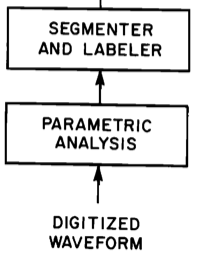 SEGMENTER
AND LABELER
PARAMETRIC
ANALYSIS
DIGITIZED
WAVEFORM